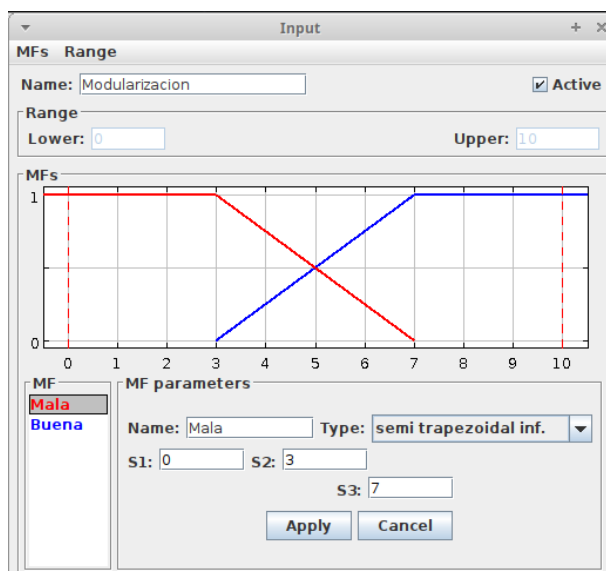 Input
MFs Range
Name: Modularizacion Active
Range
Lower: 0 Upper: 10
MFs
1
0
0 1 2 3 4 5 6 7 8 9 10
MF MF parameters
Mala
Buena
Name: Mala Type: semi trapezoidal inf.
S1: 0 S2: 3
S3: 7
Apply Cancel